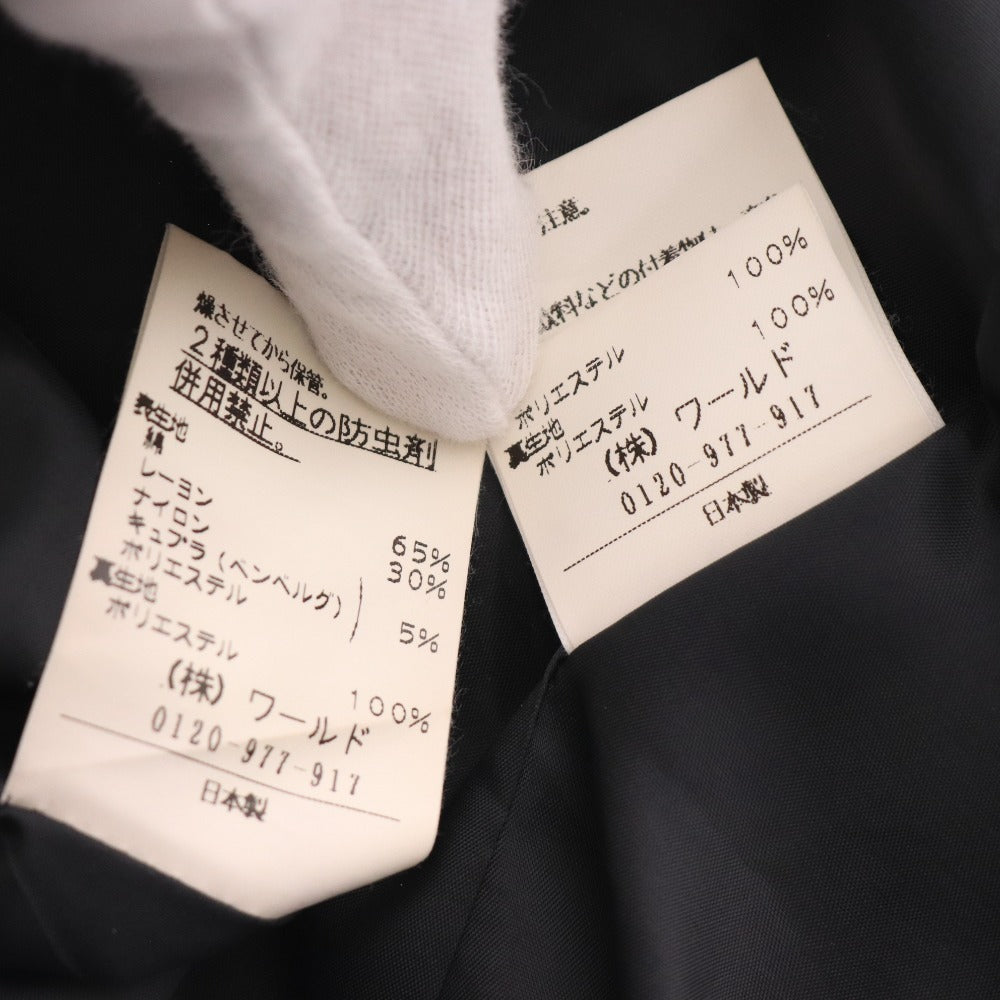 燥させてから保管。
2種類以上の防虫剤
併用禁止。
表生地
綿
レーヨン 65%
ナイロン 30%
キュプラ(ベンベルグ)
ポリエステル 5%
裏生地
ポリエステル 100%
(株)ワールド
0120-977-917
日本製
注意。
料などの付着物は
ポリエステル 100%
裏生地
ポリエステル 100%
(株)ワールド
0120-977-917
日本製